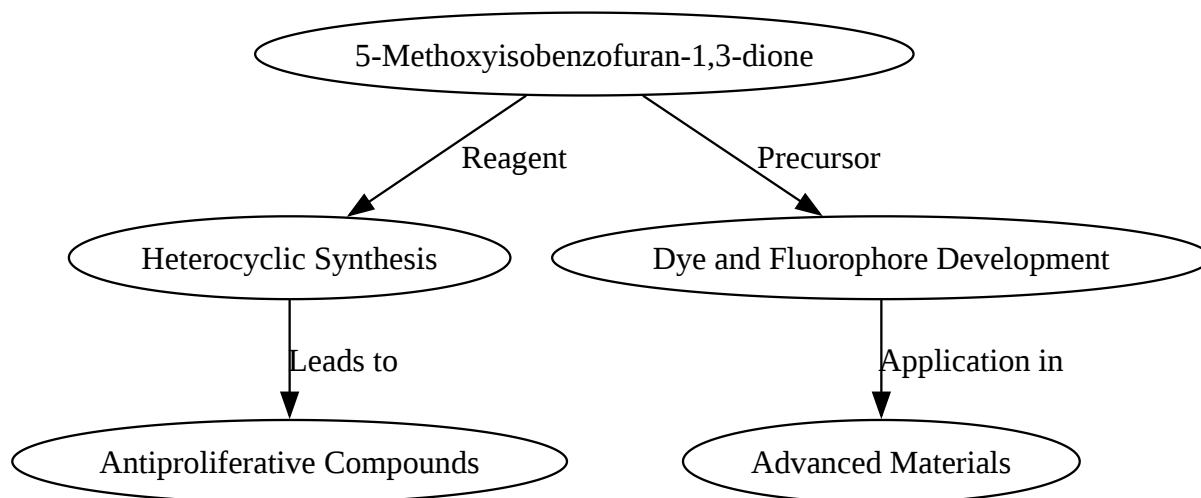 5-Methoxyisobenzofuran-1,3-dione
Reagent
Precursor
Heterocyclic Synthesis
Dye and Fluorophore Development
Leads to
Application in
Antiproliferative Compounds
Advanced Materials